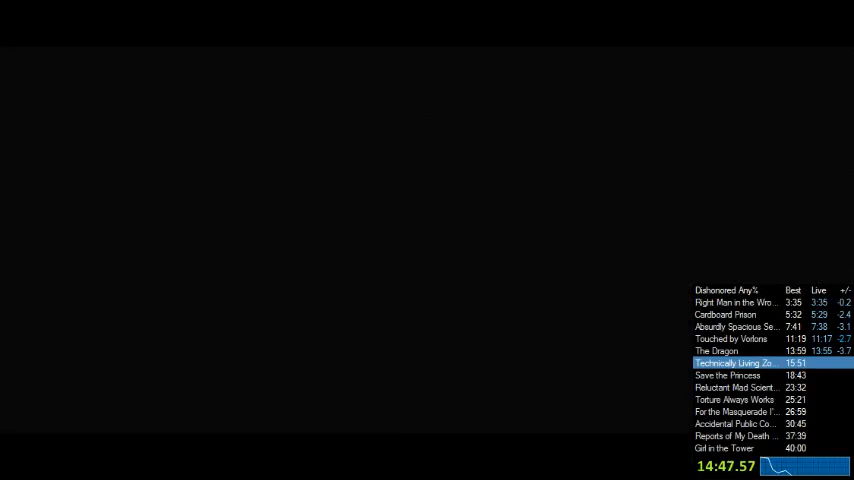 Dishonored Any% Best Live +/-
Right Man in the Wro... 3:35 3:35 -0.2
Cardboard Prison 5:32 5:29 -2.4
Absurdly Spacious Se... 7:41 7:38 -3.1
Touched by Vorlons 11:19 11:17 -2.7
The Dragon 13:59 13:55 -3.7
Technically Living Zo... 15:51
Save the Princess 18:43
Reluctant Mad Scient... 23:32
Torture Always Works 25:21
For the Masquerade I'... 26:59
Accidental Public Co... 30:45
Reports of My Death ... 37:39
Girl in the Tower 40:00
14:47.57